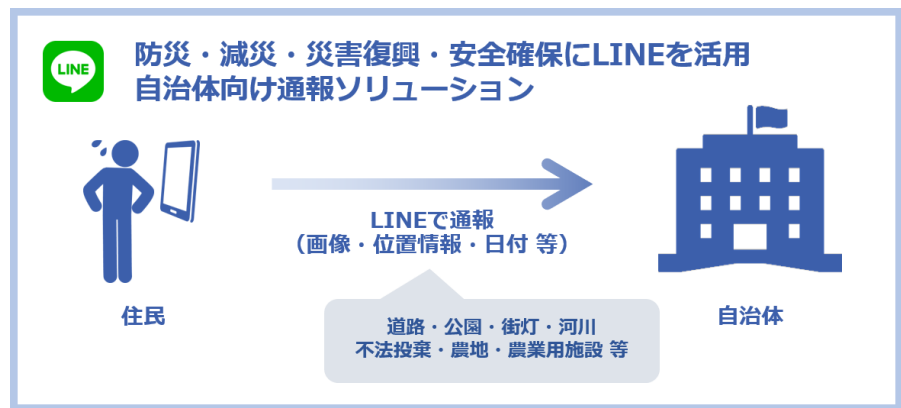 LINE
防災・減災・災害復興・安全確保にLINEを活用
自治体向け通報ソリューション
LINEで通報
（画像・位置情報・日付 等）
住民
自治体
道路・公園・街灯・河川
不法投棄・農地・農業用施設 等